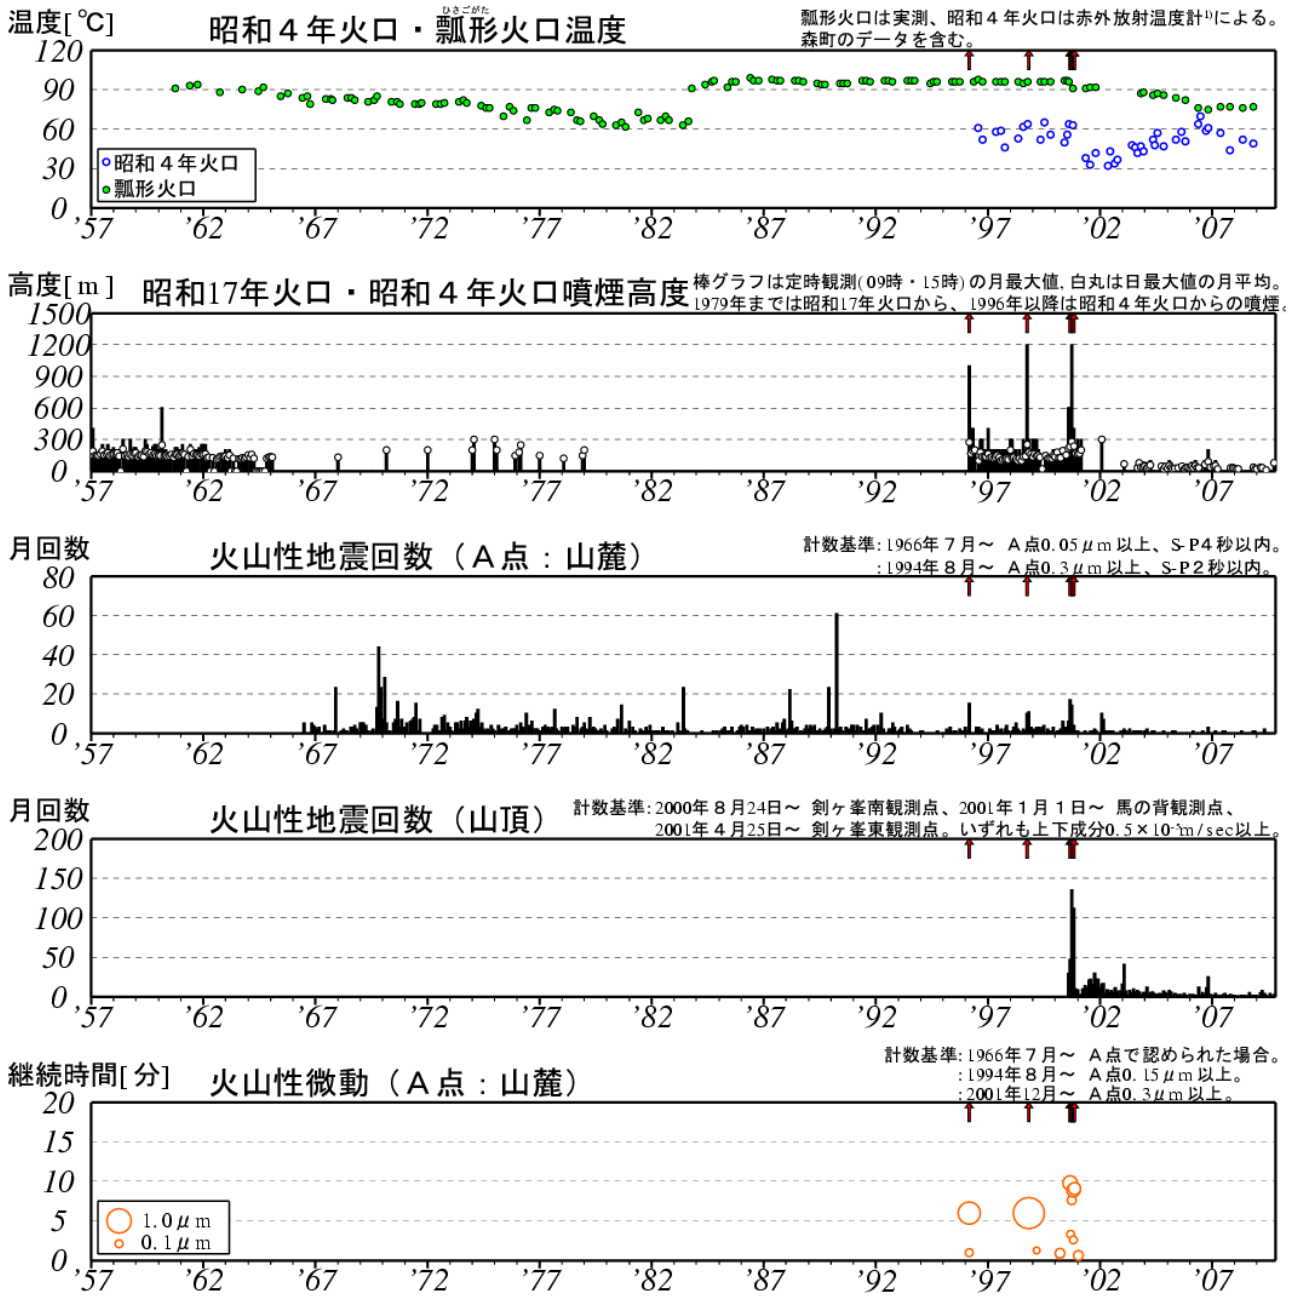 温度[℃]
昭和４年火口・瓢形火口温度
ひさごがた
瓢形火口は実測、昭和４年火口は赤外放射温度計¹⁾による。
森町のデータを含む。
120
90
60
30
0
昭和４年火口
瓢形火口
'57 '62 '67 '72 '77 '82 '87 '92 '97 '02 '07
高度[m]
昭和17年火口・昭和４年火口噴煙高度
棒グラフは定時観測(09時・15時)の月最大値,白丸は日最大値の月平均。
1979年までは昭和17年火口から、1996年以降は昭和４年火口からの噴煙。
1500
1200
900
600
300
0
'57 '62 '67 '72 '77 '82 '87 '92 '97 '02 '07
月回数
火山性地震回数（Ａ点：山麓）
計数基準:1966年７月～ Ａ点0.05μm以上、S-P4秒以内。
:1994年８月～ Ａ点0.3μm以上、S-P２秒以内。
80
60
40
20
0
'57 '62 '67 '72 '77 '82 '87 '92 '97 '02 '07
月回数
火山性地震回数（山頂）
計数基準:2000年８月24日～ 剣ヶ峯南観測点、2001年１月１日～ 馬の背観測点、
2001年４月25日～ 剣ヶ峯東観測点。いずれも上下成分0.5×10⁻⁵m/sec以上。
200
150
100
50
0
'57 '62 '67 '72 '77 '82 '87 '92 '97 '02 '07
継続時間[分]
火山性微動（Ａ点：山麓）
計数基準:1966年７月～ Ａ点で認められた場合。
:1994年８月～ Ａ点0.15μm以上。
:2001年12月～ Ａ点0.3μm以上。
20
15
10
5
0
1.0μm
0.1μm
'57 '62 '67 '72 '77 '82 '87 '92 '97 '02 '07